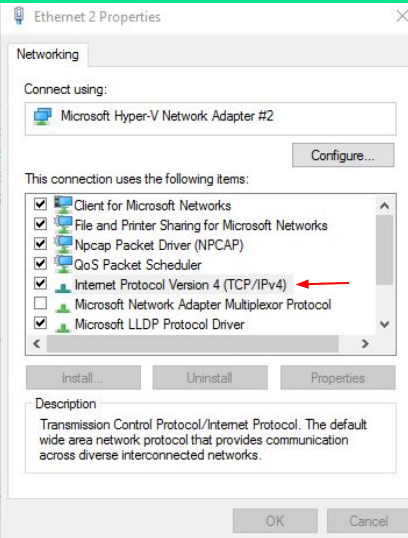 Ethernet 2 Properties
Networking
Connect using:
Microsoft Hyper-V Network Adapter #2
Configure...
This connection uses the following items:
Client for Microsoft Networks
File and Printer Sharing for Microsoft Networks
Npcap Packet Driver (NPCAP)
QoS Packet Scheduler
Internet Protocol Version 4 (TCP/IPv4)
Microsoft Network Adapter Multiplexor Protocol
Microsoft LLDP Protocol Driver
Install... Uninstall Properties
Description
Transmission Control Protocol/Internet Protocol. The default
wide area network protocol that provides communication
across diverse interconnected networks.
OK Cancel